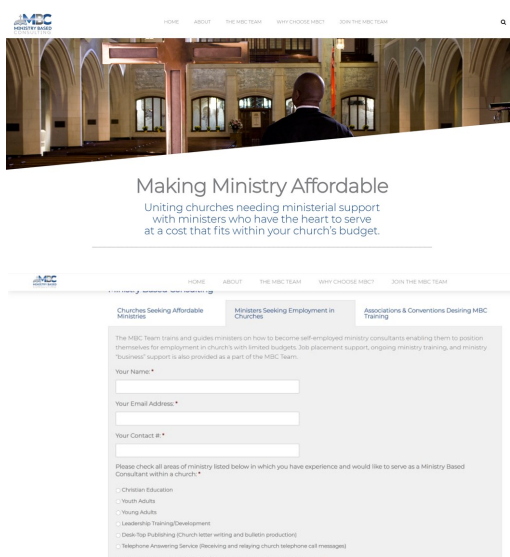 MBC
MINISTRY BASED
CONSULTING
HOME ABOUT THE MBC TEAM WHY CHOOSE MBC? JOIN THE MBC TEAM
Making Ministry Affordable
Uniting churches needing ministerial support
with ministers who have the heart to serve
at a cost that fits within your church's budget.
MBC
MINISTRY BASED
HOME ABOUT THE MBC TEAM WHY CHOOSE MBC? JOIN THE MBC TEAM
Ministry Based Consulting
Churches Seeking Affordable
Ministries
Ministers Seeking Employment in
Churches
Associations & Conventions Desiring MBC
Training
The MBC Team trains and guides ministers on how to become self-employed ministry consultants enabling them to position
themselves for employment in church's with limited budgets. Job placement support, ongoing ministry training, and ministry
"business" support is also provided as a part of the MBC Team.
Your Name: *
Your Email Address: *
Your Contact #: *
Please check all areas of ministry listed below in which you have experience and would like to serve as a Ministry Based
Consultant within a church: *
Christian Education
Youth Adults
Young Adults
Leadership Training/Development
Desk-Top Publishing (Church letter writing and bulletin production)
Telephone Answering Service (Receiving and relaying church telephone call messages)